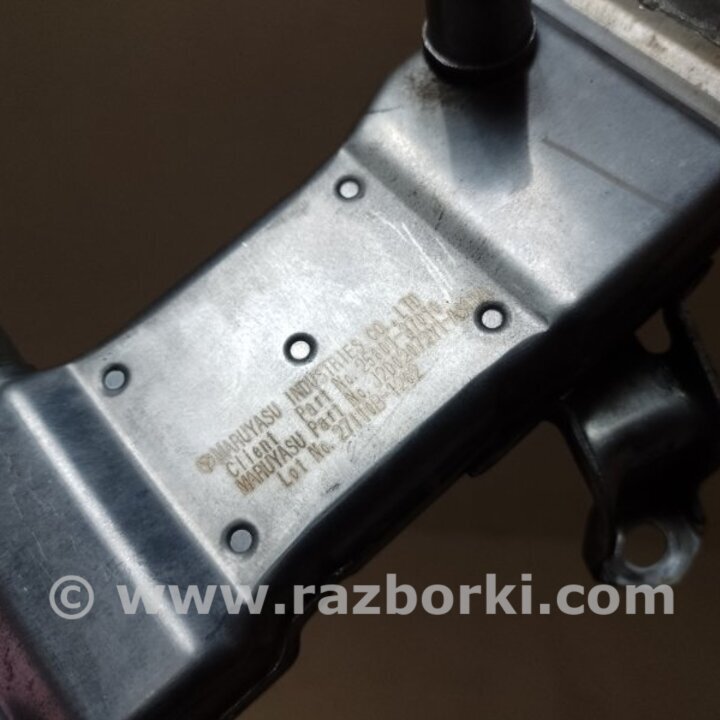 MARUYASU INDUSTRIES CO., LTD
Client Part No.
MARUYASU Part No.
Lot No.
© www.razborki.com